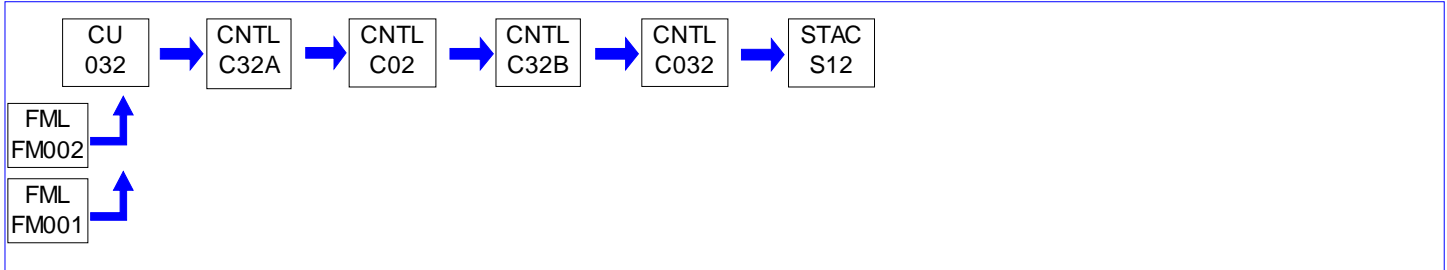 CU
032
CNTL
C32A
CNTL
C02
CNTL
C32B
CNTL
C032
STAC
S12
FML
FM002
FML
FM001